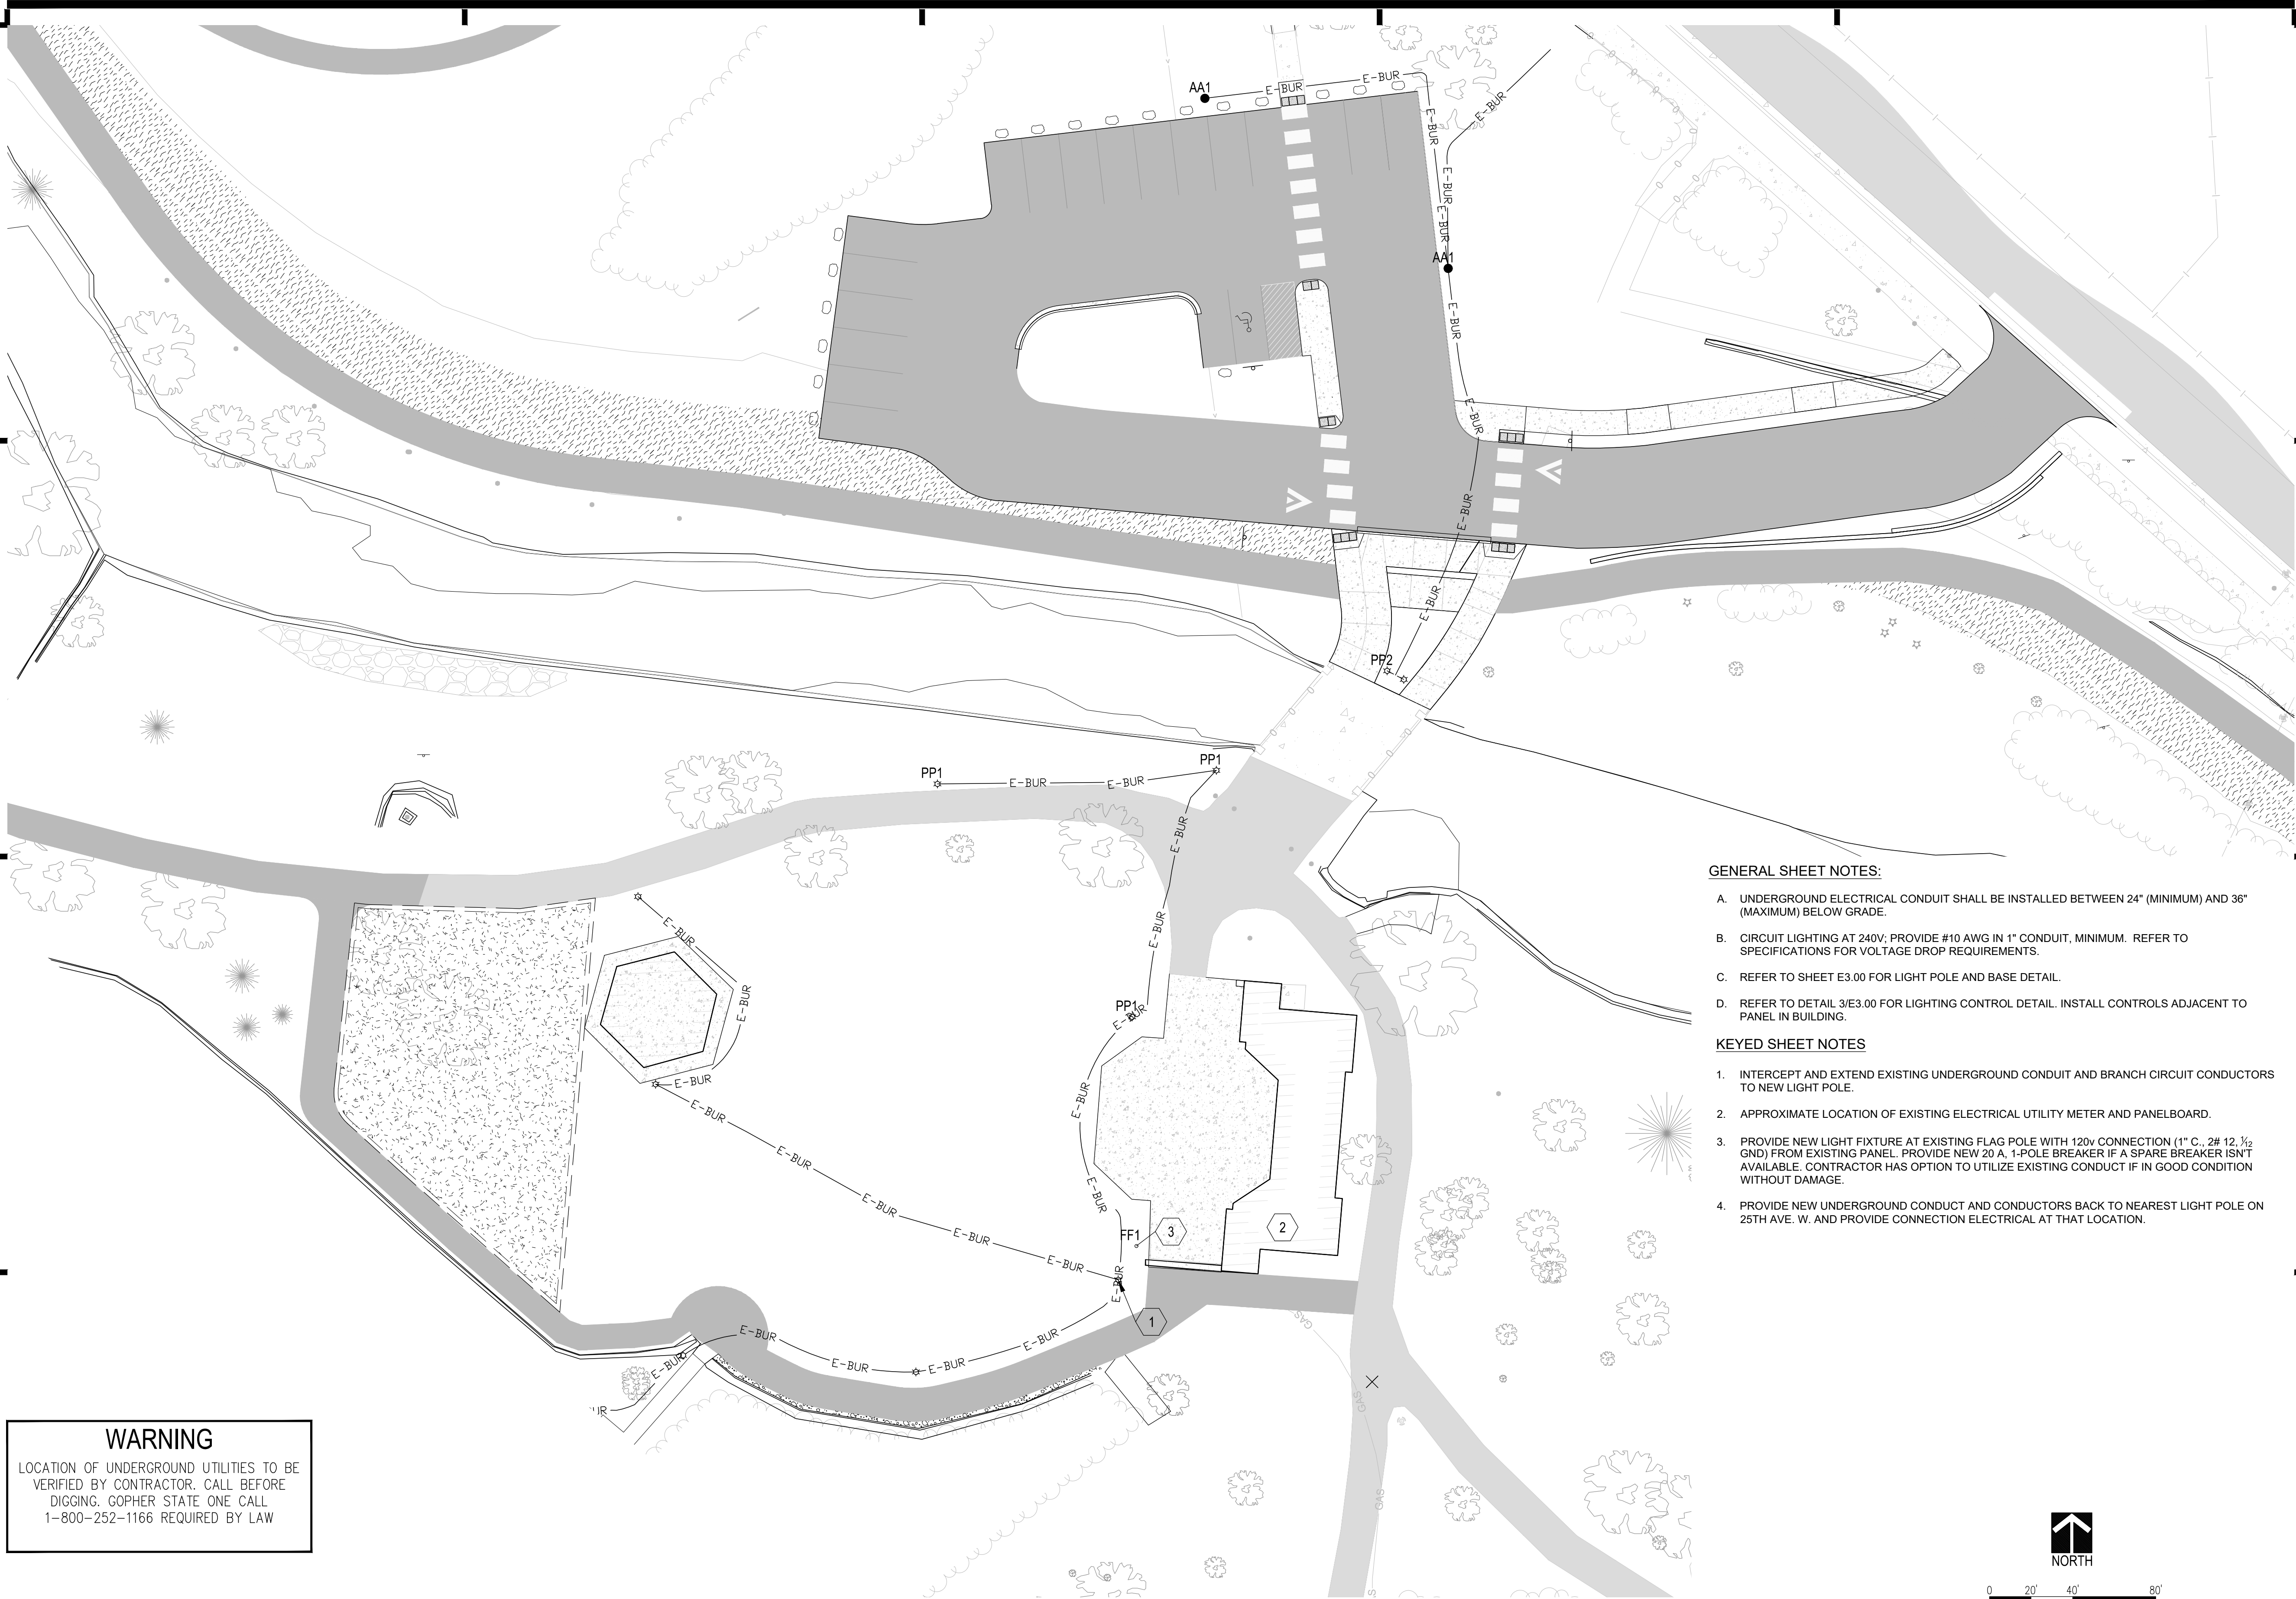 AA1
E-BUR
E-BUR
E-BUR
E-BUR
E-BUR
E-BUR
AA1
E-BUR
E-BUR
E-BUR
E-BUR
PP2
PP1
E-BUR
E-BUR
PP1
E-BUR
E-BUR
E-BUR
E-BUR
E-BUR
PP1
E-BUR
E-BUR
E-BUR
E-BUR
E-BUR
E-BUR
E-BUR
E-BUR
E-BUR
FF1
3
2
E-BUR
1
E-BUR
E-BUR
E-BUR
E-BUR
E-BUR
UR
GAS
GAS
GAS
GENERAL SHEET NOTES:
A. UNDERGROUND ELECTRICAL CONDUIT SHALL BE INSTALLED BETWEEN 24" (MINIMUM) AND 36"
(MAXIMUM) BELOW GRADE.
B. CIRCUIT LIGHTING AT 240V; PROVIDE #10 AWG IN 1" CONDUIT, MINIMUM. REFER TO
SPECIFICATIONS FOR VOLTAGE DROP REQUIREMENTS.
C. REFER TO SHEET E3.00 FOR LIGHT POLE AND BASE DETAIL.
D. REFER TO DETAIL 3/E3.00 FOR LIGHTING CONTROL DETAIL. INSTALL CONTROLS ADJACENT TO
PANEL IN BUILDING.
KEYED SHEET NOTES
1. INTERCEPT AND EXTEND EXISTING UNDERGROUND CONDUIT AND BRANCH CIRCUIT CONDUCTORS
TO NEW LIGHT POLE.
2. APPROXIMATE LOCATION OF EXISTING ELECTRICAL UTILITY METER AND PANELBOARD.
3. PROVIDE NEW LIGHT FIXTURE AT EXISTING FLAG POLE WITH 120v CONNECTION (1" C., 2# 12, 1/12
GND) FROM EXISTING PANEL. PROVIDE NEW 20 A, 1-POLE BREAKER IF A SPARE BREAKER ISN'T
AVAILABLE. CONTRACTOR HAS OPTION TO UTILIZE EXISTING CONDUCT IF IN GOOD CONDITION
WITHOUT DAMAGE.
4. PROVIDE NEW UNDERGROUND CONDUCT AND CONDUCTORS BACK TO NEAREST LIGHT POLE ON
25TH AVE. W. AND PROVIDE CONNECTION ELECTRICAL AT THAT LOCATION.
WARNING
LOCATION OF UNDERGROUND UTILITIES TO BE
VERIFIED BY CONTRACTOR. CALL BEFORE
DIGGING. GOPHER STATE ONE CALL
1-800-252-1166 REQUIRED BY LAW
NORTH
0 20' 40' 80'